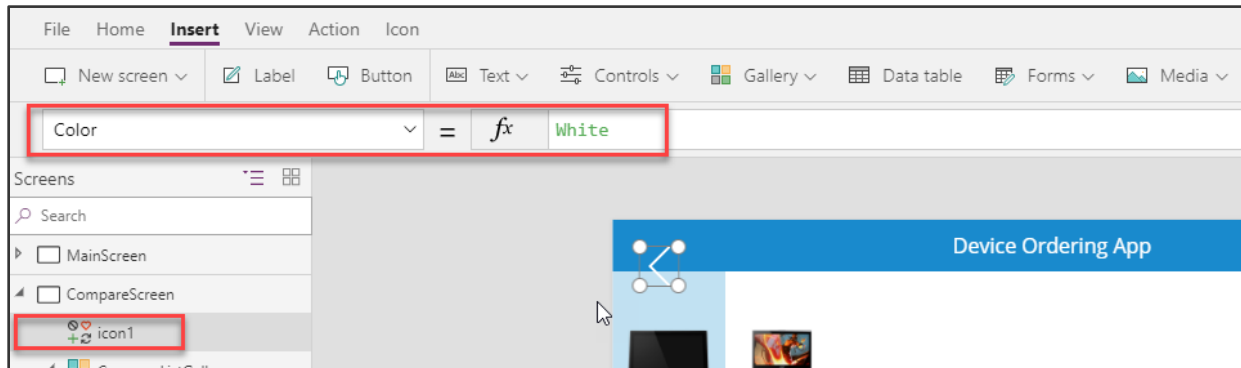 File Home Insert View Action Icon
New screen Label Button Abc Text Controls Gallery Data table Forms Media
Color = fx White
Screens
Search
Device Ordering App
MainScreen
CompareScreen
icon1